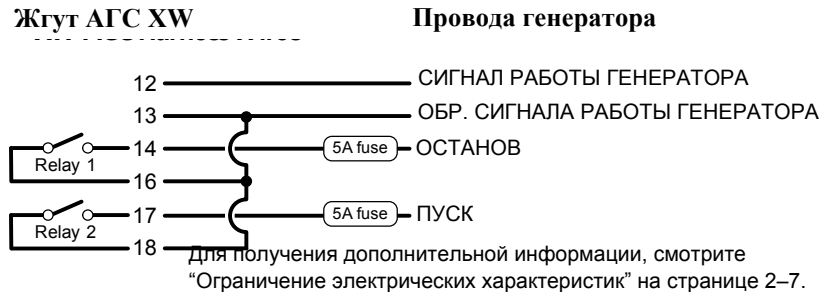 Жгут АГС XW Провода генератора
12 СИГНАЛ РАБОТЫ ГЕНЕРАТОРА
13 ОБР. СИГНАЛА РАБОТЫ ГЕНЕРАТОРА
14 5A fuse ОСТАНОВ
Relay 1
16
17 5A fuse ПУСК
Relay 2
18
Для получения дополнительной информации, смотрите
“Ограничение электрических характеристик” на странице 2–7.